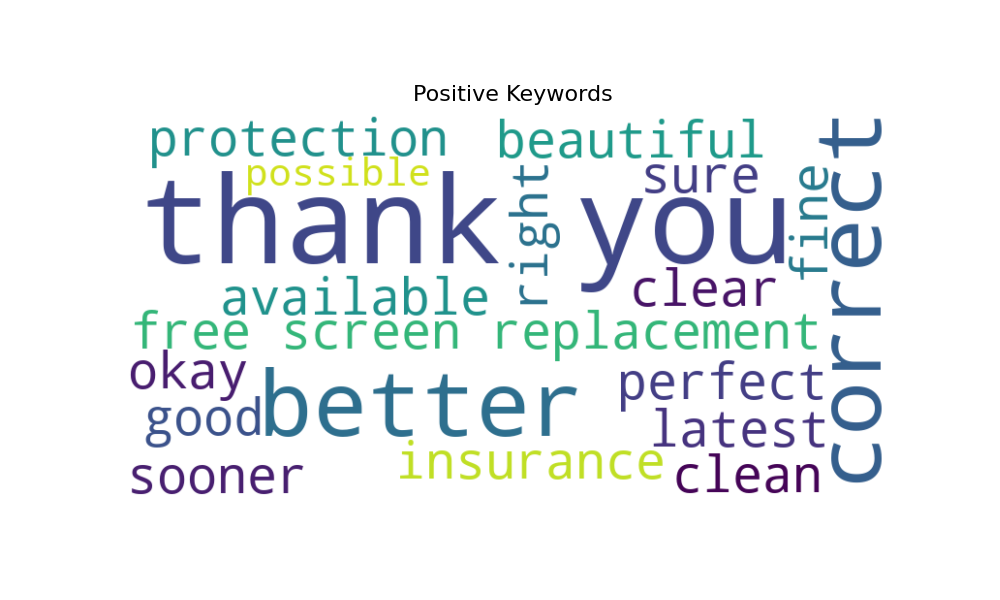 Positive Keywords
protection
beautiful
possible
sure
thank you
right
fine
correct
available
clear
free screen replacement
okay
better
perfect
good
latest
insurance
sooner
clean